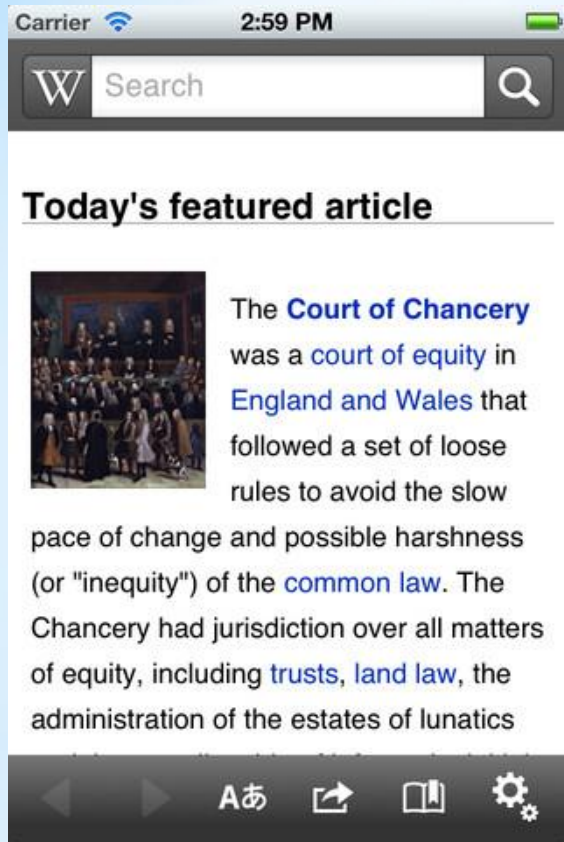 Carrier 2:59 PM
W Search
Today's featured article
The Court of Chancery
was a court of equity in
England and Wales that
followed a set of loose
rules to avoid the slow
pace of change and possible harshness
(or "inequity") of the common law. The
Chancery had jurisdiction over all matters
of equity, including trusts, land law, the
administration of the estates of lunatics
Aあ